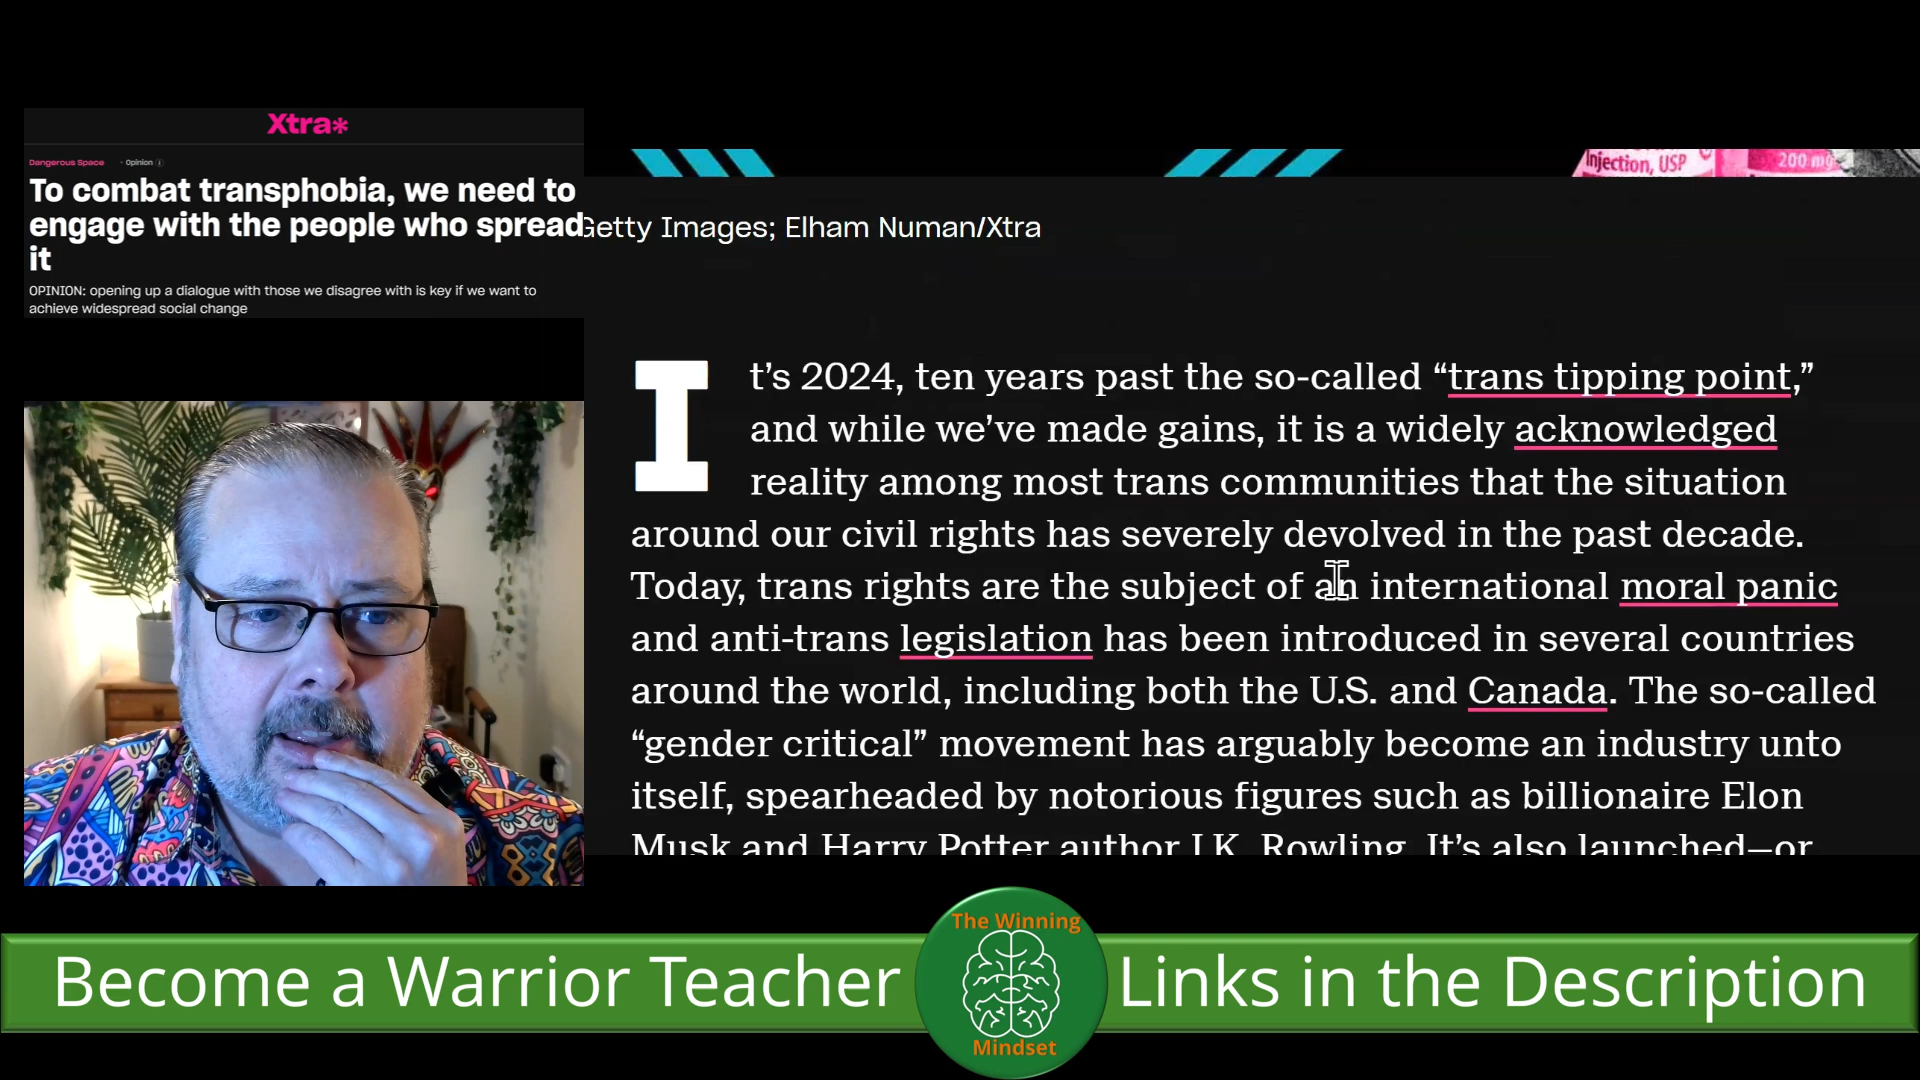 Xtra*
Dangerous Space - Opinion i
To combat transphobia, we need to
engage with the people who spread
it
OPINION: opening up a dialogue with those we disagree with is key if we want to
achieve widespread social change
Injection, USP
200 mg
Getty Images; Elham Numan/Xtra
It’s 2024, ten years past the so-called “trans tipping point,”
and while we’ve made gains, it is a widely acknowledged
reality among most trans communities that the situation
around our civil rights has severely devolved in the past decade.
Today, trans rights are the subject of an international moral panic
and anti-trans legislation has been introduced in several countries
around the world, including both the U.S. and Canada. The so-called
“gender critical” movement has arguably become an industry unto
itself, spearheaded by notorious figures such as billionaire Elon
Musk and Harry Potter author J.K. Rowling. It’s also launched—or
Become a Warrior Teacher
The Winning
Mindset
Links in the Description